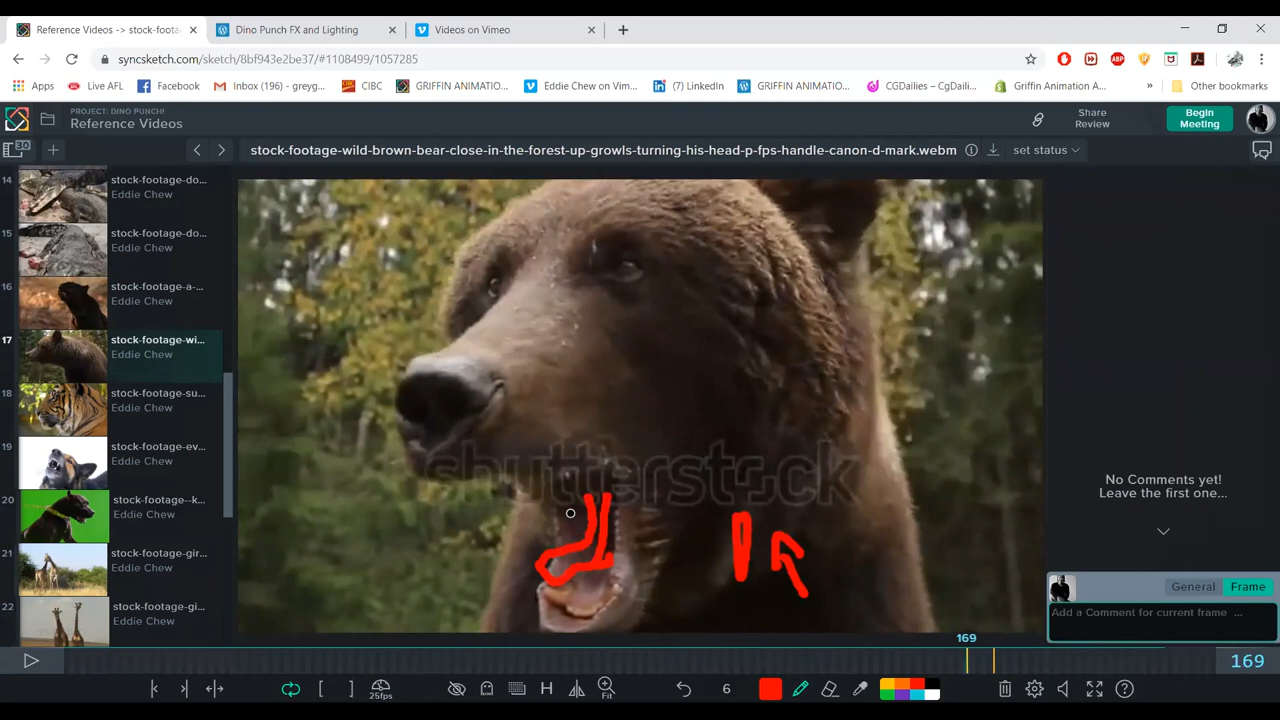 Reference Videos -> stock-foota
Dino Punch FX and Lighting
Videos on Vimeo
syncsketch.com/sketch/8bf943e2be37/#1108499/1057285
Apps
Live AFL
Facebook
Inbox (196) - greyg...
CIBC
GRIFFIN ANIMATIO...
Eddie Chew on Vim...
(7) LinkedIn
GRIFFIN ANIMATIO...
CGDailies – CgDaili...
Griffin Animation A...
»
Other bookmarks
PROJECT: DINO PUNCH!
Reference Videos
Share Review
Begin Meeting
30
stock-footage-wild-brown-bear-close-in-the-forest-up-growls-turning-his-head-p-fps-handle-canon-d-mark.webm
set status
14
stock-footage-do...
Eddie Chew
15
stock-footage-do...
Eddie Chew
16
stock-footage-a-...
Eddie Chew
17
stock-footage-wi...
Eddie Chew
18
stock-footage-su...
Eddie Chew
19
stock-footage-ev...
Eddie Chew
20
stock-footage--k...
Eddie Chew
21
stock-footage-gir...
Eddie Chew
22
stock-footage-gi...
Eddie Chew
shutterstock
No Comments yet!
Leave the first one...
General
Frame
Add a Comment for current frame ...
169
169
[
]
25fps
H
Fit
6